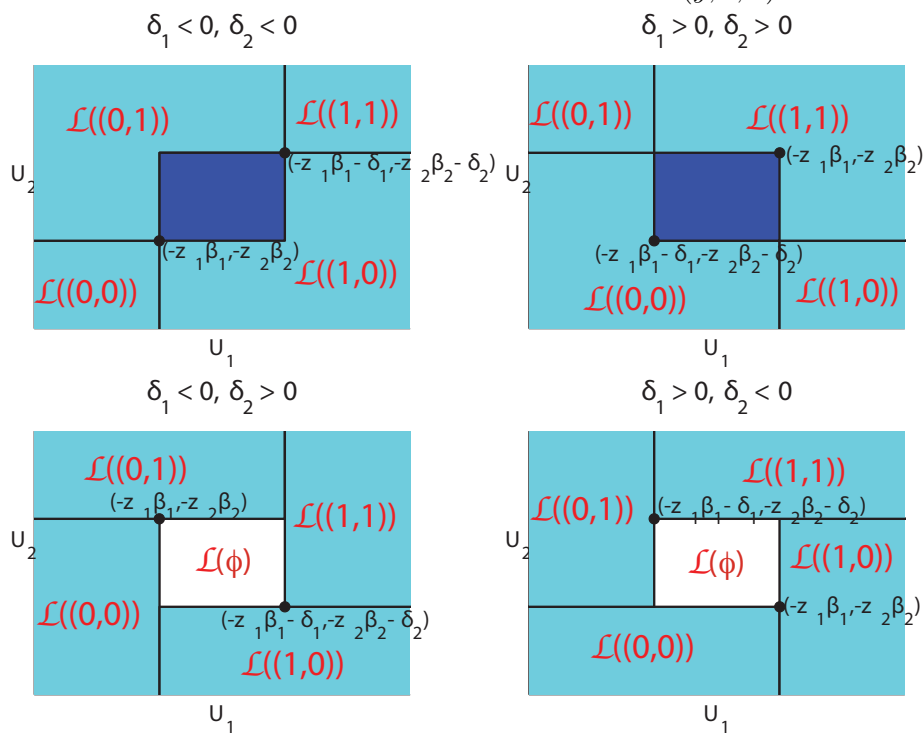 δ₁ < 0, δ₂ < 0
ℒ((0,1))
ℒ((1,1))
(-z ₁β₁- δ₁,-z ₂β₂- δ₂)
U₂
(-z ₁β₁,-z ₂β₂)
ℒ((1,0))
ℒ((0,0))
U₁
δ₁ > 0, δ₂ > 0
ℒ((0,1))
ℒ((1,1))
(-z ₁β₁,-z ₂β₂)
U₂
(-z ₁β₁- δ₁,-z ₂β₂- δ₂)
ℒ((0,0))
ℒ((1,0))
U₁
δ₁ < 0, δ₂ > 0
ℒ((0,1))
(-z ₁β₁,-z ₂β₂)
ℒ((1,1))
U₂
ℒ(ϕ)
ℒ((0,0))
(-z ₁β₁- δ₁,-z ₂β₂- δ₂)
ℒ((1,0))
U₁
δ₁ > 0, δ₂ < 0
ℒ((1,1))
ℒ((0,1))
(-z ₁β₁- δ₁,-z ₂β₂- δ₂)
U₂
ℒ(ϕ)
ℒ((1,0))
(-z ₁β₁,-z ₂β₂)
ℒ((0,0))
U₁